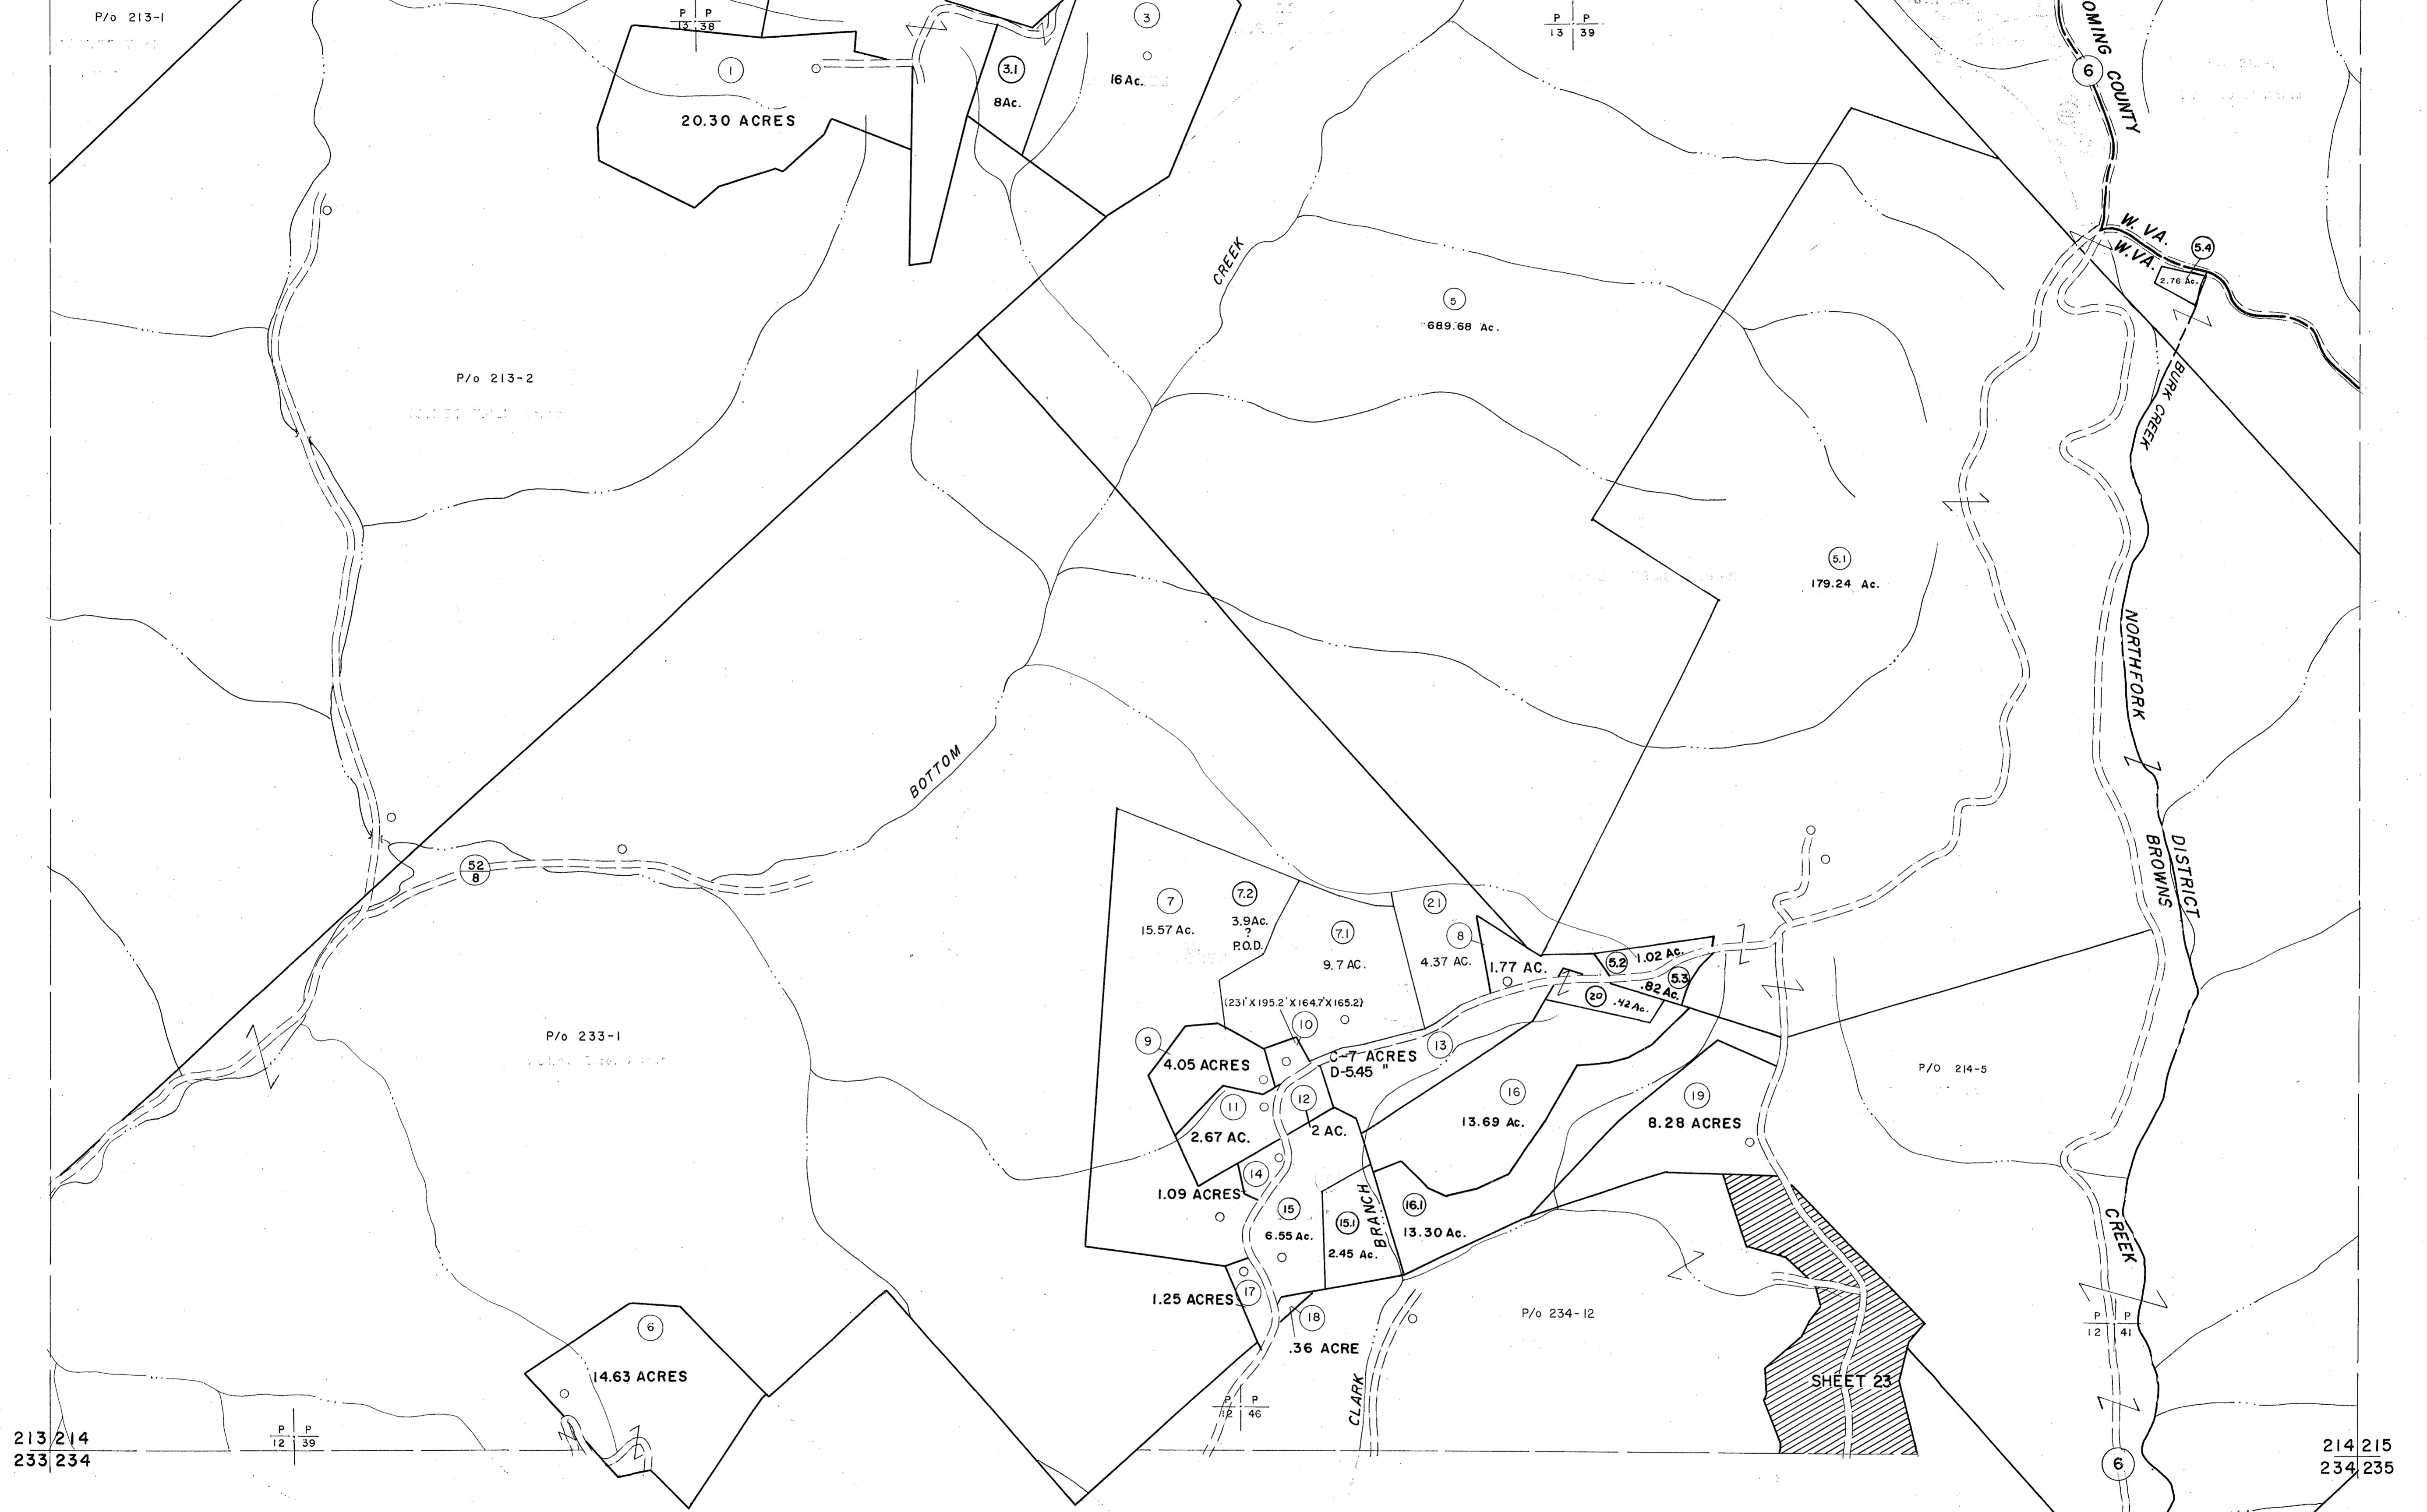 P/o 213-1
P P
13 38
3
P P
13 39
OMING COUNTY
6
1
20.30 ACRES
3.1
8Ac.
16 Ac.
W. VA.
W.VA.
5.4
2.76 Ac.
CREEK
5
689.68 Ac.
P/o 213-2
BURK CREEK
5.1
179.24 Ac.
NORTHFORK
BOTTOM
DISTRICT
BROWNS
52
8
7
15.57 Ac.
7.2
3.9Ac.
?
P.O.D.
7.1
9.7 AC.
21
4.37 AC.
8
1.77 AC.
5.2
1.02 Ac.
5.3
.82 Ac.
20
.42 Ac.
(231'X195.2'X164.7'X165.2)
10
P/o 233-1
9
4.05 ACRES
C-7 ACRES
D-5.45 "
13
P/O 214-5
11
2.67 AC.
12
2 AC.
16
13.69 Ac.
19
8.28 ACRES
14
1.09 ACRES
15
6.55 Ac.
15.1
2.45 Ac.
BRANCH
16.1
13.30 Ac.
CREEK
17
1.25 ACRES
18
.36 ACRE
P/o 234-12
P P
12 41
6
14.63 ACRES
SHEET 23
CLARK
P P
12 46
P P
12 39
213 214
233 234
6
214 215
234 235